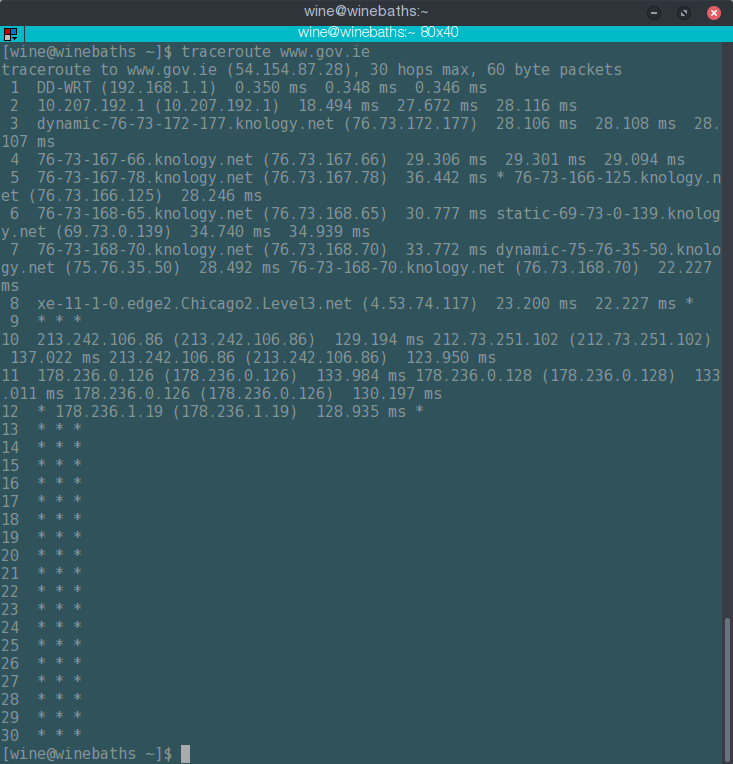 wine@winebaths:~
wine@winebaths:~ 80x40
[wine@winebaths ~]$ traceroute www.gov.ie
traceroute to www.gov.ie (54.154.87.28), 30 hops max, 60 byte packets
 1  DD-WRT (192.168.1.1)  0.350 ms  0.348 ms  0.346 ms
 2  10.207.192.1 (10.207.192.1)  18.494 ms  27.672 ms  28.116 ms
 3  dynamic-76-73-172-177.knology.net (76.73.172.177)  28.106 ms  28.108 ms  28.
107 ms
 4  76-73-167-66.knology.net (76.73.167.66)  29.306 ms  29.301 ms  29.094 ms
 5  76-73-167-78.knology.net (76.73.167.78)  36.442 ms * 76-73-166-125.knology.n
et (76.73.166.125)  28.246 ms
 6  76-73-168-65.knology.net (76.73.168.65)  30.777 ms static-69-73-0-139.knolog
y.net (69.73.0.139)  34.740 ms  34.939 ms
 7  76-73-168-70.knology.net (76.73.168.70)  33.772 ms dynamic-75-76-35-50.knolo
gy.net (75.76.35.50)  28.492 ms 76-73-168-70.knology.net (76.73.168.70)  22.227
ms
 8  xe-11-1-0.edge2.Chicago2.Level3.net (4.53.74.117)  23.200 ms  22.227 ms *
 9  * * *
10  213.242.106.86 (213.242.106.86)  129.194 ms 212.73.251.102 (212.73.251.102)
 137.022 ms 213.242.106.86 (213.242.106.86)  123.950 ms
11  178.236.0.126 (178.236.0.126)  133.984 ms 178.236.0.128 (178.236.0.128)  133
.011 ms 178.236.0.126 (178.236.0.126)  130.197 ms
12  * 178.236.1.19 (178.236.1.19)  128.935 ms *
13  * * *
14  * * *
15  * * *
16  * * *
17  * * *
18  * * *
19  * * *
20  * * *
21  * * *
22  * * *
23  * * *
24  * * *
25  * * *
26  * * *
27  * * *
28  * * *
29  * * *
30  * * *
[wine@winebaths ~]$